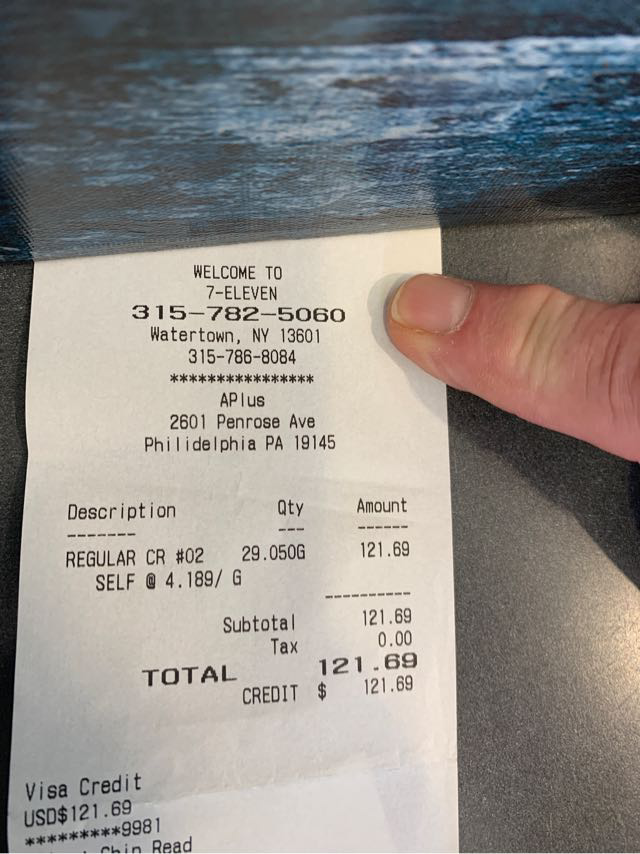 WELCOME TO
7-ELEVEN
315-782-5060
Watertown, NY 13601
315-786-8084
****************
APlus
2601 Penrose Ave
Philidelphia PA 19145
Description Qty Amount
------- --- ------
REGULAR CR #02 29.050G 121.69
SELF @ 4.189/ G
----------
Subtotal 121.69
Tax 0.00
TOTAL 121.69
CREDIT $ 121.69
Visa Credit
USD$121.69
*********9981
Chip Read